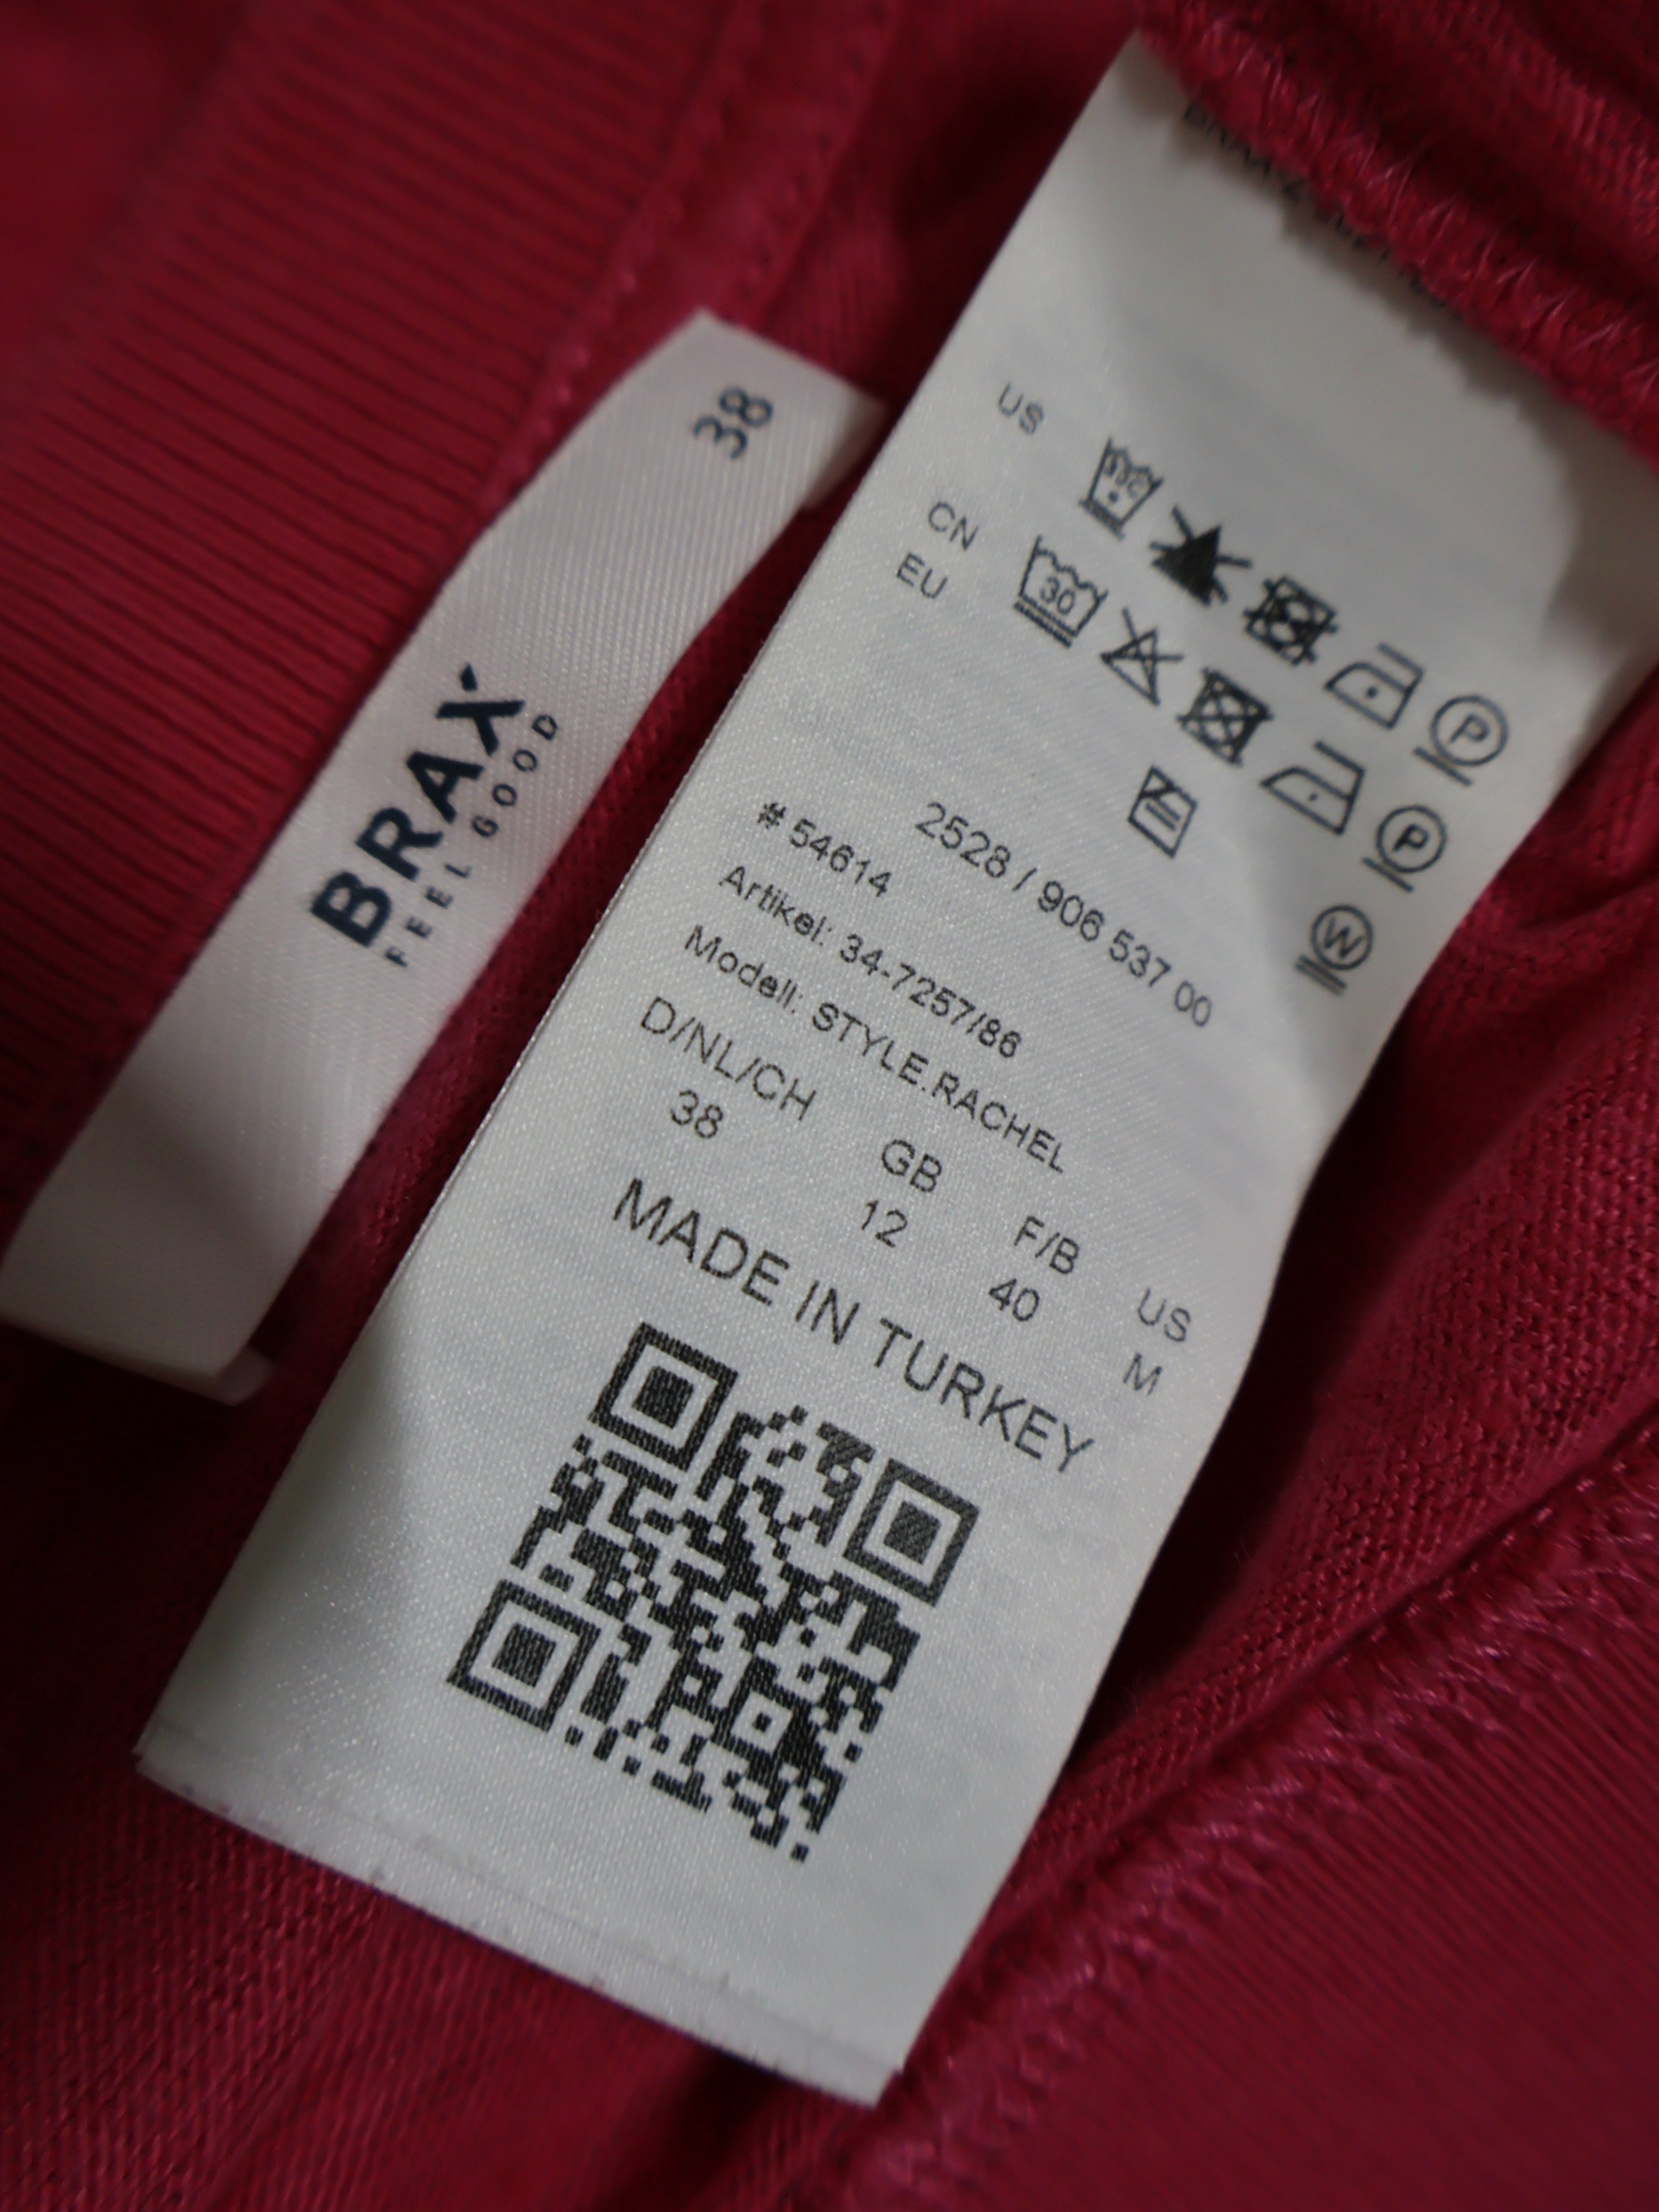 38
BRAX
FEEL GOOD
US
CN
EU
30
P
P
W
2528 / 906 537 00
# 54614
Artikel: 34-7257/86
Modell: STYLE.RACHEL
D/NL/CH GB F/B US
38 12 40 M
MADE IN TURKEY